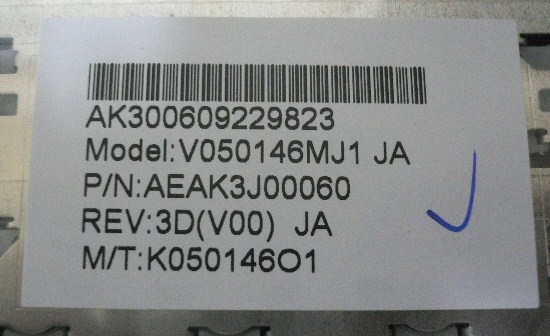 AK300609229823
Model:V050146MJ1 JA
P/N:AEAK3J00060
REV:3D(V00) JA
M/T:K050146O1